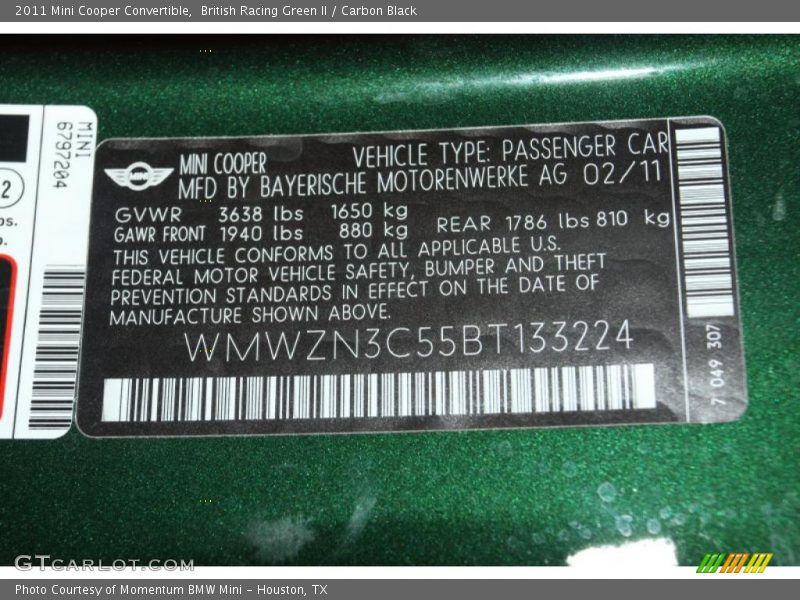 2011 Mini Cooper Convertible,  British Racing Green II / Carbon Black
MINI
6797204
2
MINI COOPER
VEHICLE TYPE: PASSENGER CAR
MFD BY BAYERISCHE MOTORENWERKE AG 02/11
GVWR 3638 lbs 1650 kg
GAWR FRONT 1940 lbs 880 kg REAR 1786 lbs 810 kg
THIS VEHICLE CONFORMS TO ALL APPLICABLE U.S.
FEDERAL MOTOR VEHICLE SAFETY, BUMPER AND THEFT
PREVENTION STANDARDS IN EFFECT ON THE DATE OF
MANUFACTURE SHOWN ABOVE.
WMWZN3C55BT133224
7 049 307
GTCARLOT.COM
Photo Courtesy of Momentum BMW Mini - Houston, TX